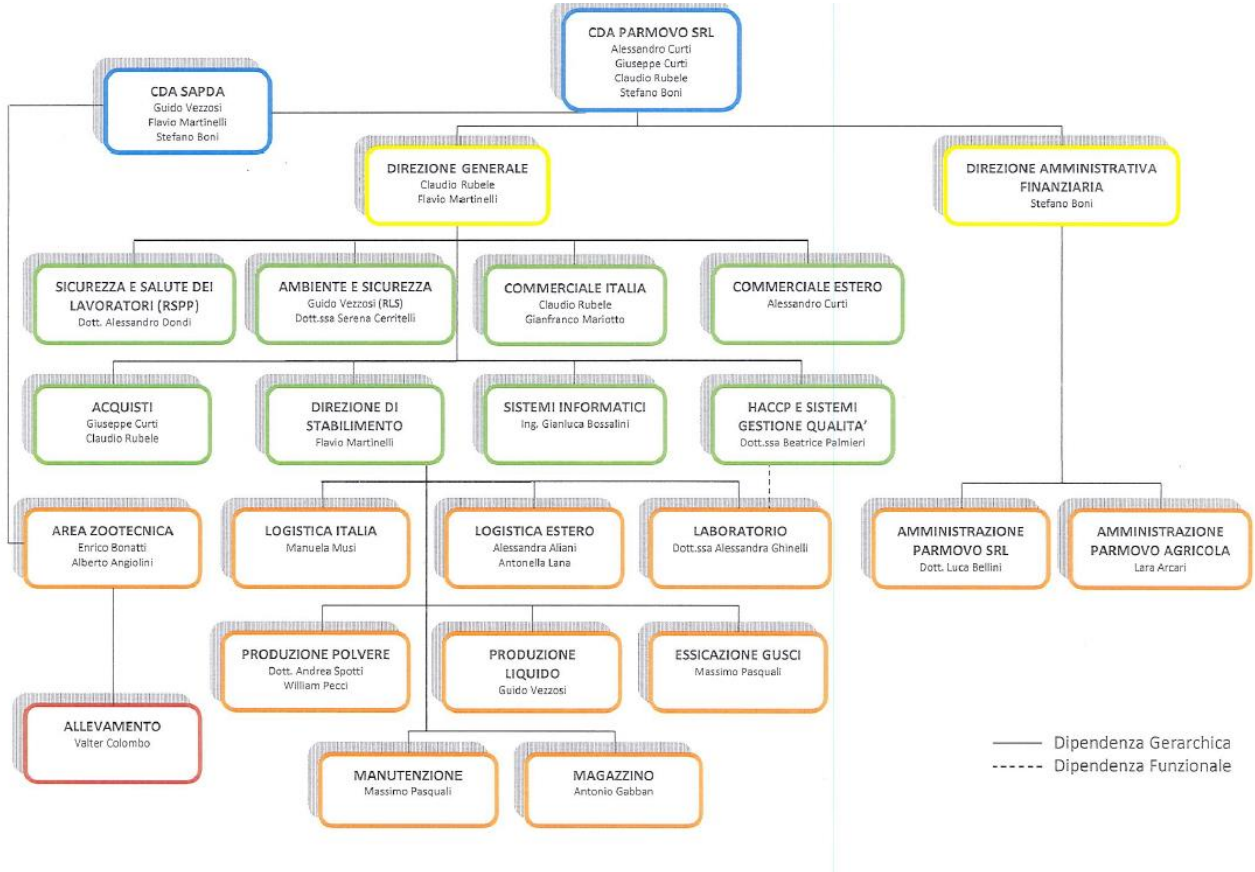 CDA PARMOVO SRL
Alessandro Curti
Giuseppe Curti
Claudio Rubele
Stefano Boni
CDA SAPDA
Guido Vezzosi
Flavio Martinelli
Stefano Boni
DIREZIONE GENERALE
Claudio Rubele
Flavio Martinelli
DIREZIONE AMMINISTRATIVA
FINANZIARIA
Stefano Boni
SICUREZZA E SALUTE DEI
LAVORATORI (RSPP)
Dott. Alessandro Dondi
AMBIENTE E SICUREZZA
Guido Vezzosi (RLS)
Dott.ssa Serena Cerritelli
COMMERCIALE ITALIA
Claudio Rubele
Gianfranco Mariotto
COMMERCIALE ESTERO
Alessandro Curti
ACQUISTI
Giuseppe Curti
Claudio Rubele
DIREZIONE DI
STABILIMENTO
Flavio Martinelli
SISTEMI INFORMATICI
Ing. Gianluca Bossalini
HACCP E SISTEMI
GESTIONE QUALITA’
Dott.ssa Beatrice Palmieri
AREA ZOOTECNICA
Enrico Bonatti
Alberto Angiolini
LOGISTICA ITALIA
Manuela Musi
LOGISTICA ESTERO
Alessandra Aliani
Antonella Lana
LABORATORIO
Dott.ssa Alessandra Ghinelli
AMMINISTRAZIONE
PARMOVO SRL
Dott. Luca Bellini
AMMINISTRAZIONE
PARMOVO AGRICOLA
Lara Arcari
PRODUZIONE POLVERE
Dott. Andrea Spotti
William Pecci
PRODUZIONE
LIQUIDO
Guido Vezzosi
ESSICAZIONE GUSCI
Massimo Pasquali
ALLEVAMENTO
Valter Colombo
MANUTENZIONE
Massimo Pasquali
MAGAZZINO
Antonio Gabban
Dipendenza Gerarchica
Dipendenza Funzionale